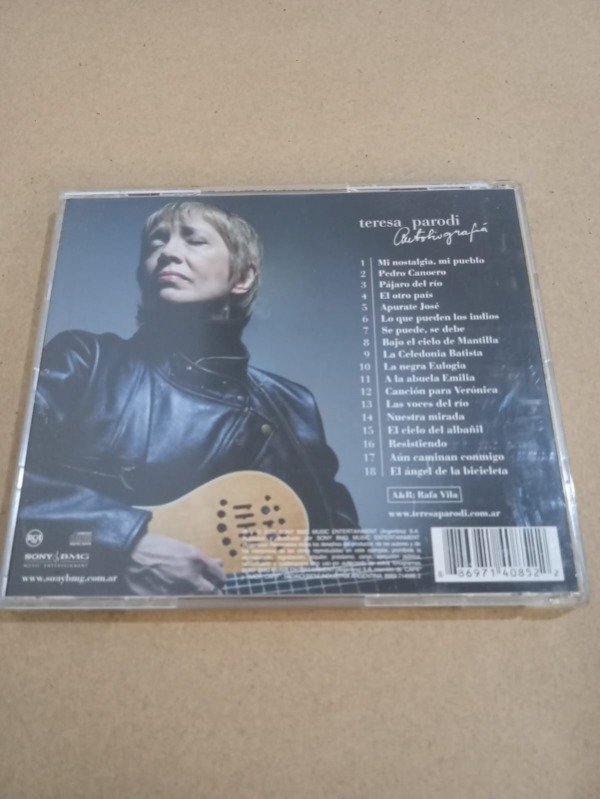 teresa parodi
Autobiografía
1 Mi nostalgia, mi pueblo
2 Pedro Canoero
3 Pájaro del río
4 El otro país
5 Apurate José
6 Lo que pueden los indios
7 Se puede, se debe
8 Bajo el cielo de Mantilla
9 La Celedonia Batista
10 La negra Eulogia
11 A la abuela Emilia
12 Canción para Verónica
13 Las voces del río
14 Nuestra mirada
15 El cielo del albañil
16 Resistiendo
17 Aún caminan conmigo
18 El ángel de la bicicleta
A&R: Rafa Vila
www.teresaparodi.com.ar
SONY BMG
MUSIC ENTERTAINMENT
www.sonybmg.com.ar
8 86971 40852 2